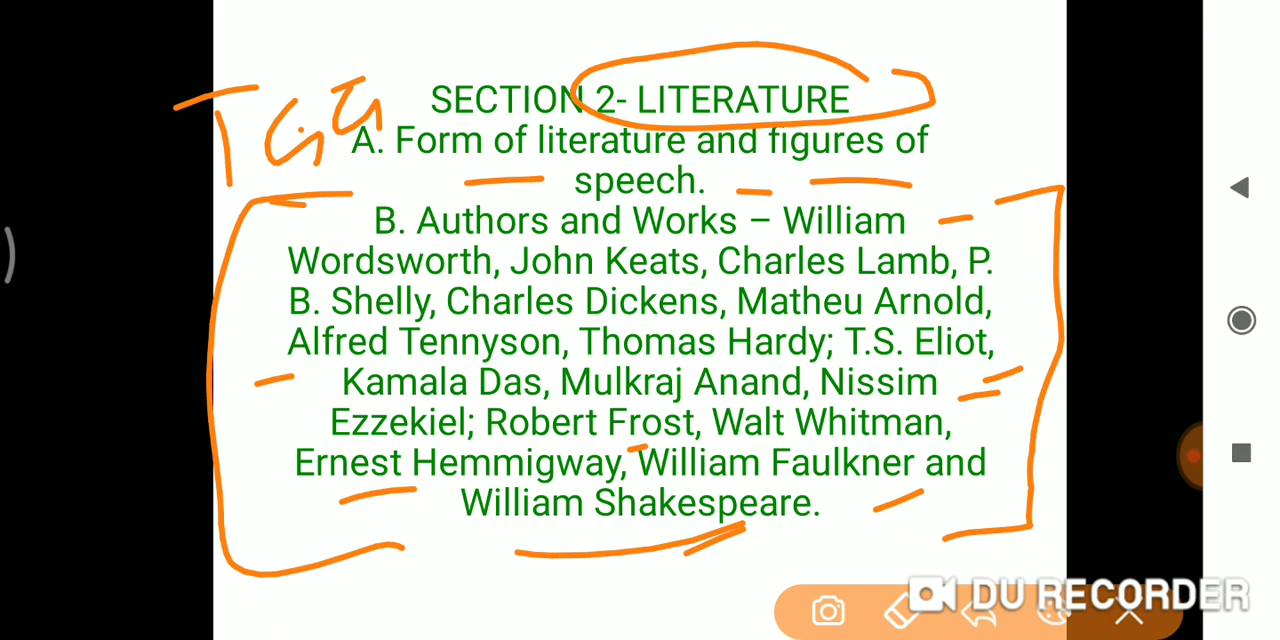 SECTION 2- LITERATURE
A. Form of literature and figures of
speech.
B. Authors and Works – William
Wordsworth, John Keats, Charles Lamb, P.
B. Shelly, Charles Dickens, Matheu Arnold,
Alfred Tennyson, Thomas Hardy; T.S. Eliot,
Kamala Das, Mulkraj Anand, Nissim
Ezzekiel; Robert Frost, Walt Whitman,
Ernest Hemmigway, William Faulkner and
William Shakespeare.
DU RECORDER